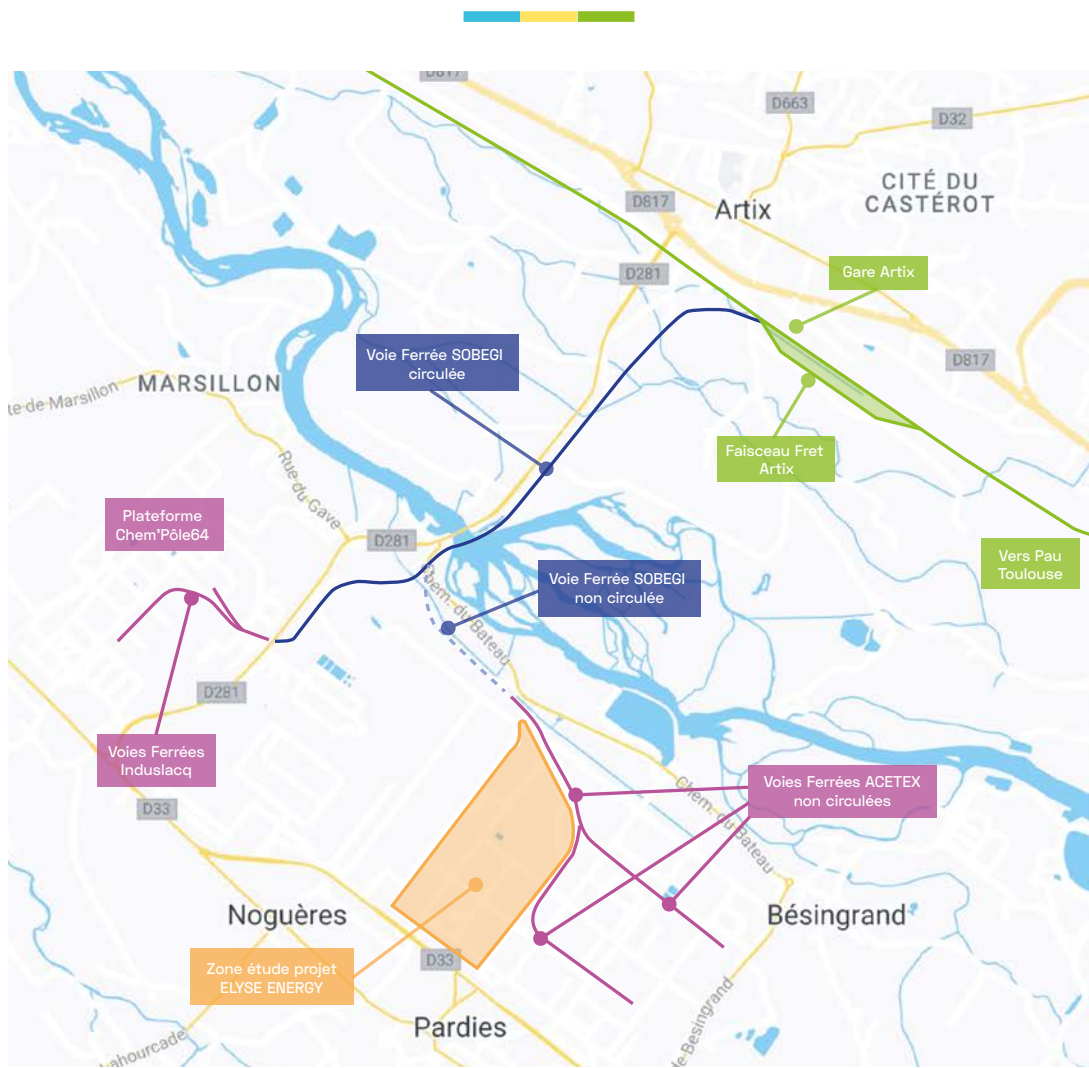 D817
D663
D32
CITÉ DU
CASTÉROT
D817
Artix
D281
Gare Artix
Voie Ferrée SOBEGI
circulée
D817
MARSILLON
te de Marsillon
Faisceau Fret
Artix
Rue du Gave
Plateforme
Chem'Pôle64
D281
Vers Pau
Toulouse
Voie Ferrée SOBEGI
non circulée
Chem. du Bateau
D281
Voies Ferrées
Induslacq
Voies Ferrées ACETEX
non circulées
D33
Chem. du Bateau
Noguères
Bésingrand
Zone étude projet
ELYSE ENERGY
D33
Pardies
de Bésingrand
ahourcade